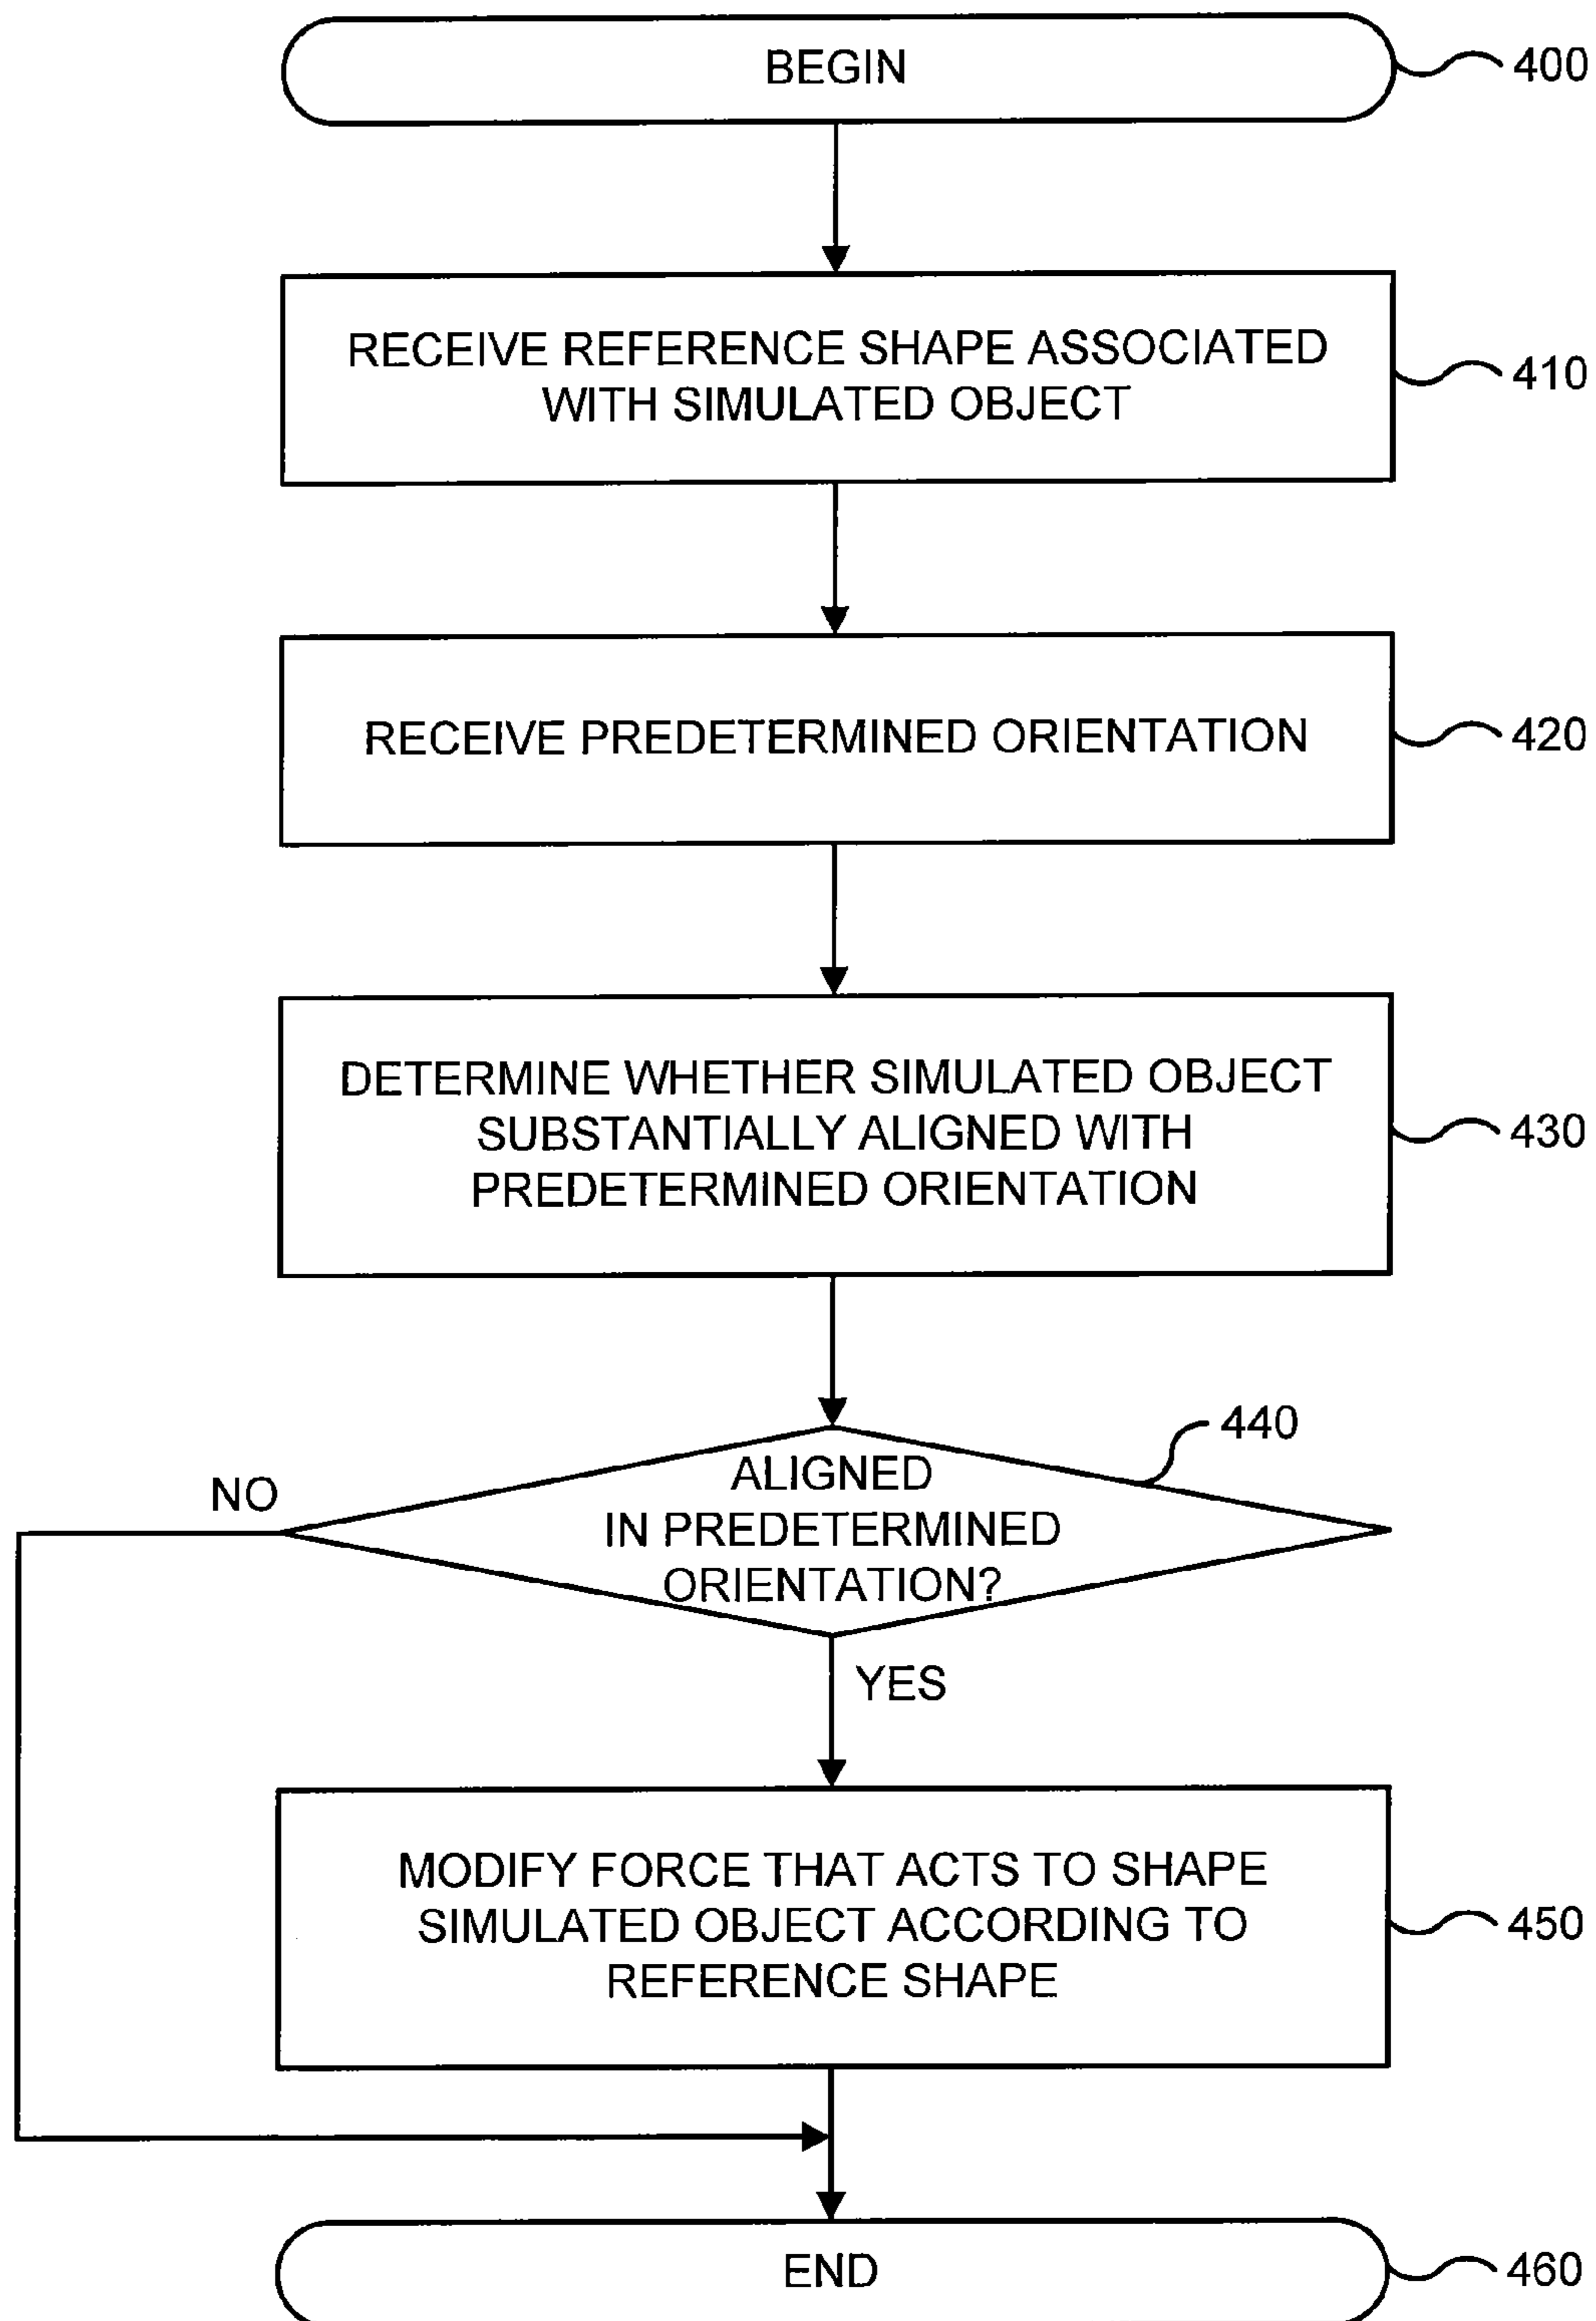 BEGIN
400
RECEIVE REFERENCE SHAPE ASSOCIATED
WITH SIMULATED OBJECT
410
RECEIVE PREDETERMINED ORIENTATION
420
DETERMINE WHETHER SIMULATED OBJECT
SUBSTANTIALLY ALIGNED WITH
PREDETERMINED ORIENTATION
430
440
ALIGNED
IN PREDETERMINED
ORIENTATION?
NO
YES
MODIFY FORCE THAT ACTS TO SHAPE
SIMULATED OBJECT ACCORDING TO
REFERENCE SHAPE
450
END
460